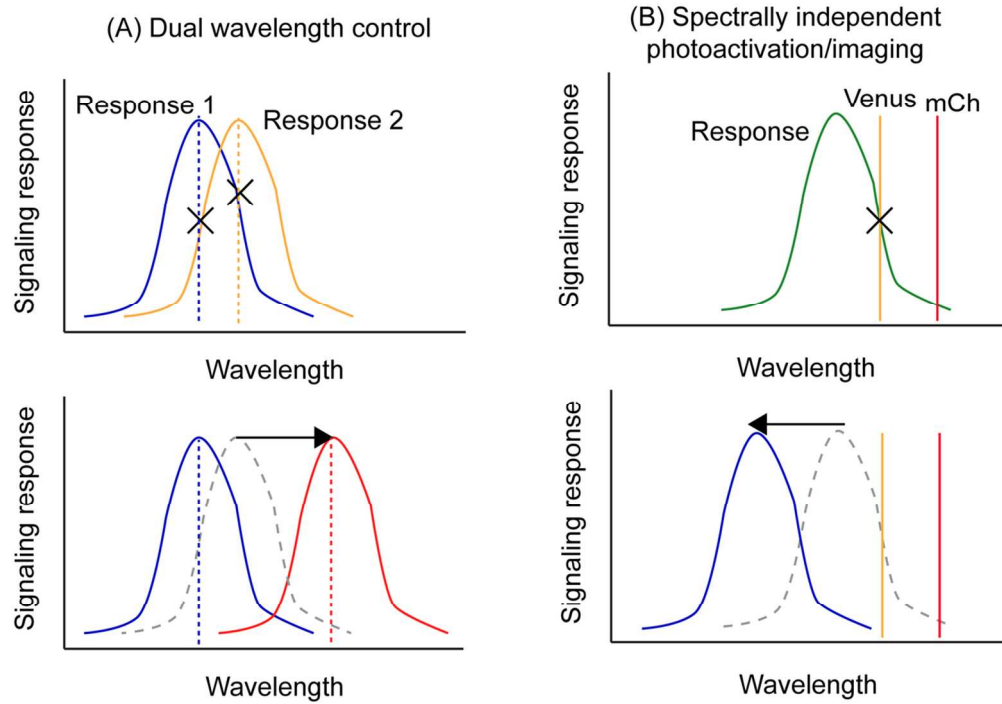 (A) Dual wavelength control
Response 1
Response 2
Signaling response
Wavelength
Signaling response
Wavelength
(B) Spectrally independent
photoactivation/imaging
Venus
mCh
Response
Signaling response
Wavelength
Signaling response
Wavelength